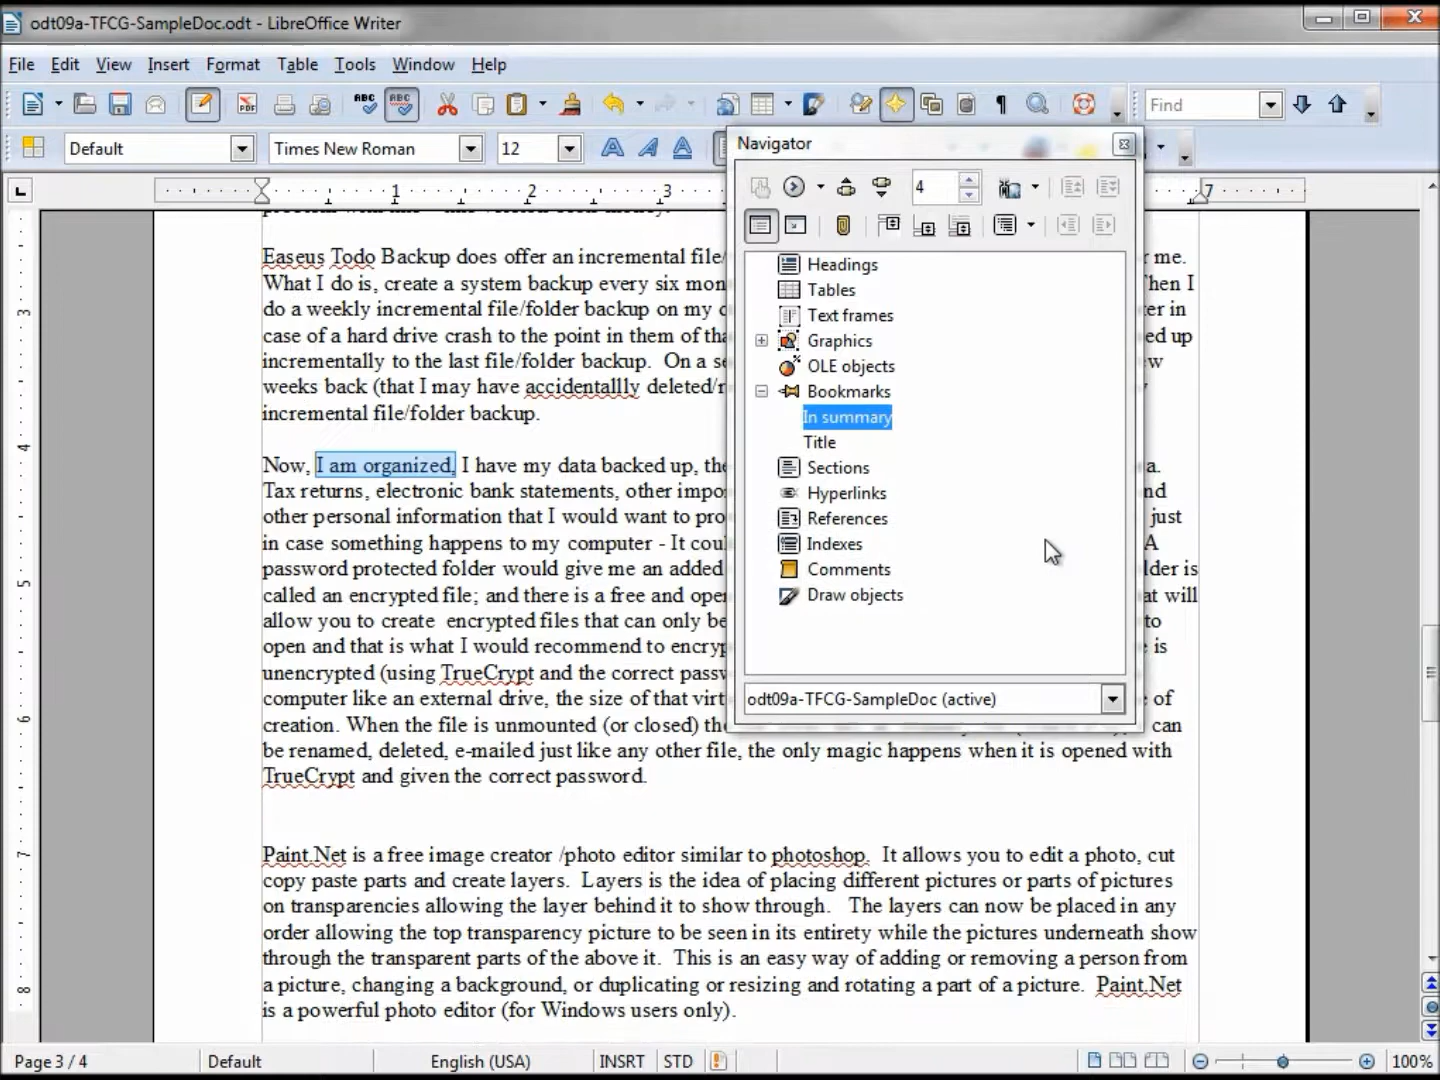 odt09a-TFCG-SampleDoc.odt - LibreOffice Writer
File Edit View Insert Format Table Tools Window Help
Find
Default Times New Roman 12
1 2 3 7
Navigator
4
Headings
Tables
Text frames
Graphics
OLE objects
Bookmarks
In summary
Title
Sections
Hyperlinks
References
Indexes
Comments
Draw objects
odt09a-TFCG-SampleDoc (active)
Easeus Todo Backup does offer an incremental file/ r me.
What I do is, create a system backup every six mon Then I
do a weekly incremental file/folder backup on my er in
case of a hard drive crash to the point in them of tha ed up
incrementally to the last file/folder backup.  On a se
weeks back (that I may have accidentallly deleted/r
incremental file/folder backup.
Now, I am organized, I have my data backed up, the a.
Tax returns, electronic bank statements, other impo nd
other personal information that I would want to pro just
in case something happens to my computer - It coul A
password protected folder would give me an added lder is
called an encrypted file; and there is a free and ope at will
allow you to create  encrypted files that can only be to
open and that is what I would recommend to encryp is
unencrypted (using TrueCrypt and the correct passw
computer like an external drive, the size of that virt e of
creation. When the file is unmounted (or closed) the can
be renamed, deleted, e-mailed just like any other file, the only magic happens when it is opened with
TrueCrypt and given the correct password.
Paint.Net is a free image creator /photo editor similar to photoshop.  It allows you to edit a photo, cut
copy paste parts and create layers.  Layers is the idea of placing different pictures or parts of pictures
on transparencies allowing the layer behind it to show through.   The layers can now be placed in any
order allowing the top transparency picture to be seen in its entirety while the pictures underneath show
through the transparent parts of the above it.  This is an easy way of adding or removing a person from
a picture, changing a background, or duplicating or resizing and rotating a part of a picture.  Paint.Net
is a powerful photo editor (for Windows users only).
3
4
5
6
7
8
Page 3 / 4 Default English (USA) INSRT STD 100%